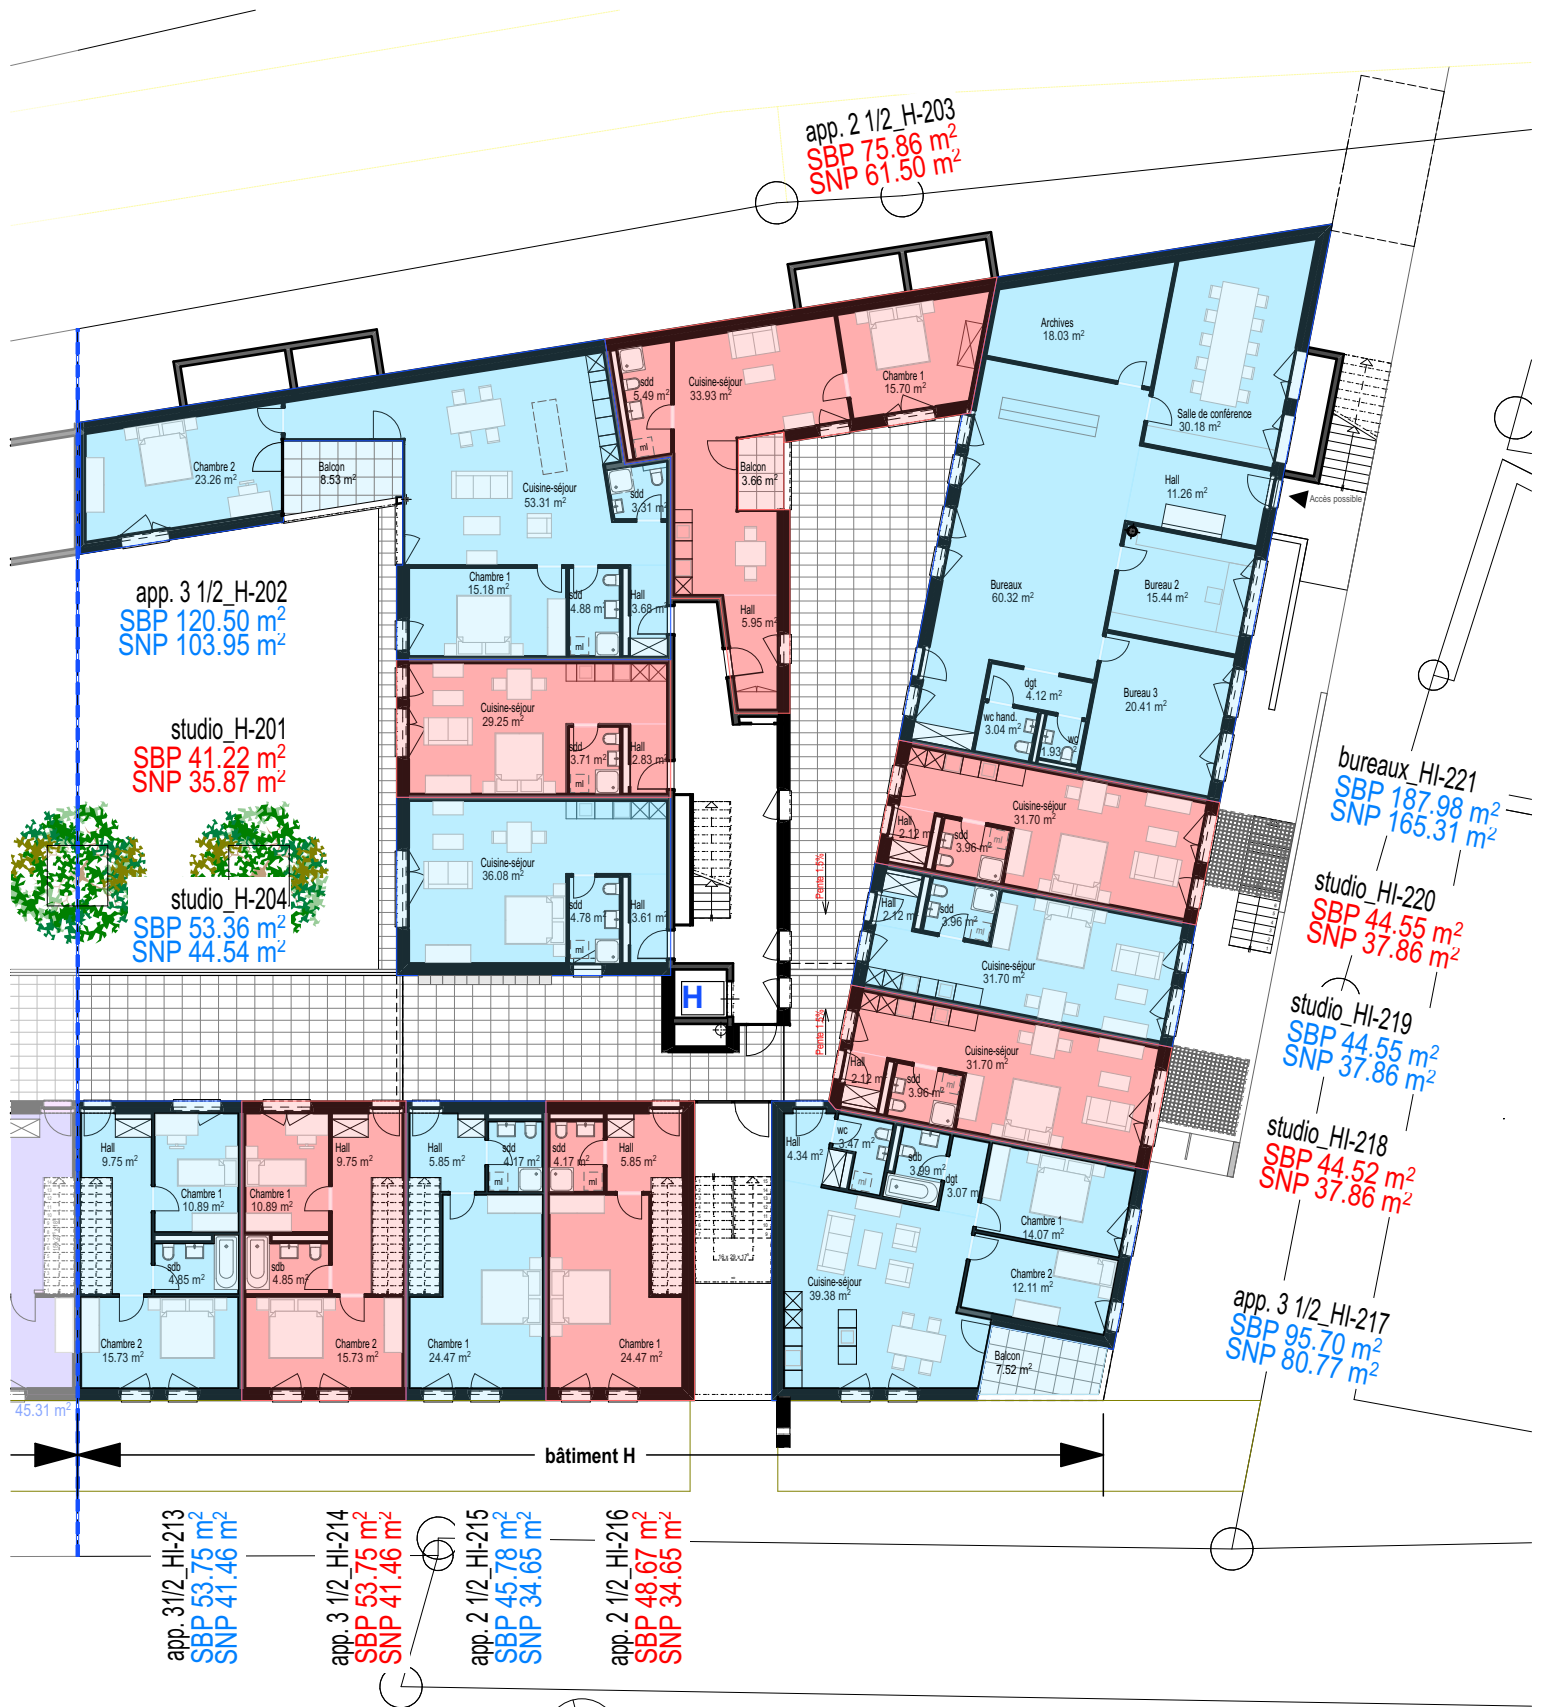 app. 2 1/2_H-203
SBP 75.86 m²
SNP 61.50 m²
Archives
18.03 m²
Salle de conférence
30.18 m²
Chambre 1
15.70 m²
Cuisine-séjour
33.93 m²
sdd
5.49 m²
ml
Balcon
3.66 m²
Hall
5.95 m²
Chambre 2
23.26 m²
Balcon
8.53 m²
Cuisine-séjour
53.31 m²
sdd
3.31 m²
Chambre 1
15.18 m²
sdd
4.88 m²
ml
Hall
3.68 m²
Hall
11.26 m²
Accès possible
Bureaux
60.32 m²
Bureau 2
15.44 m²
Bureau 3
20.41 m²
dgt
4.12 m²
wc hand.
3.04 m²
wc
1.93 m²
app. 3 1/2_H-202
SBP 120.50 m²
SNP 103.95 m²
studio_H-201
SBP 41.22 m²
SNP 35.87 m²
Cuisine-séjour
29.25 m²
sdd
3.71 m²
ml
Hall
2.83 m²
studio_H-204
SBP 53.36 m²
SNP 44.54 m²
Cuisine-séjour
36.08 m²
sdd
4.78 m²
ml
Hall
3.61 m²
H
Pente 1.5%
Pente 1.5%
bureaux_HI-221
SBP 187.98 m²
SNP 165.31 m²
Cuisine-séjour
31.70 m²
Hall
2.12 m²
sdd
3.96 m²
ml
studio_HI-220
SBP 44.55 m²
SNP 37.86 m²
Hall
2.12 m²
sdd
3.96 m²
ml
Cuisine-séjour
31.70 m²
studio_HI-219
SBP 44.55 m²
SNP 37.86 m²
Cuisine-séjour
31.70 m²
Hall
2.12 m²
sdd
3.96 m²
ml
studio_HI-218
SBP 44.52 m²
SNP 37.86 m²
Hall
9.75 m²
Chambre 1
10.89 m²
sdb
4.85 m²
Chambre 2
15.73 m²
Hall
9.75 m²
Chambre 1
10.89 m²
sdb
4.85 m²
Chambre 2
15.73 m²
Hall
5.85 m²
sdd
4.17 m²
ml
Chambre 1
24.47 m²
sdd
4.17 m²
ml
Hall
5.85 m²
Chambre 1
24.47 m²
Hall
4.34 m²
wc
3.47 m²
ml
sdb
3.99 m²
dgt
3.07 m
Chambre 1
14.07 m²
Chambre 2
12.11 m²
Cuisine-séjour
39.38 m²
Balcon
7.52 m²
app. 3 1/2_HI-217
SBP 95.70 m²
SNP 80.77 m²
45.31 m²
bâtiment H
app. 31/2_HI-213
SBP 53.75 m²
SNP 41.46 m²
app. 3 1/2_HI-214
SBP 53.75 m²
SNP 41.46 m²
app. 2 1/2_HI-215
SBP 45.78 m²
SNP 34.65 m²
app. 2 1/2_HI-216
SBP 48.67 m²
SNP 34.65 m²